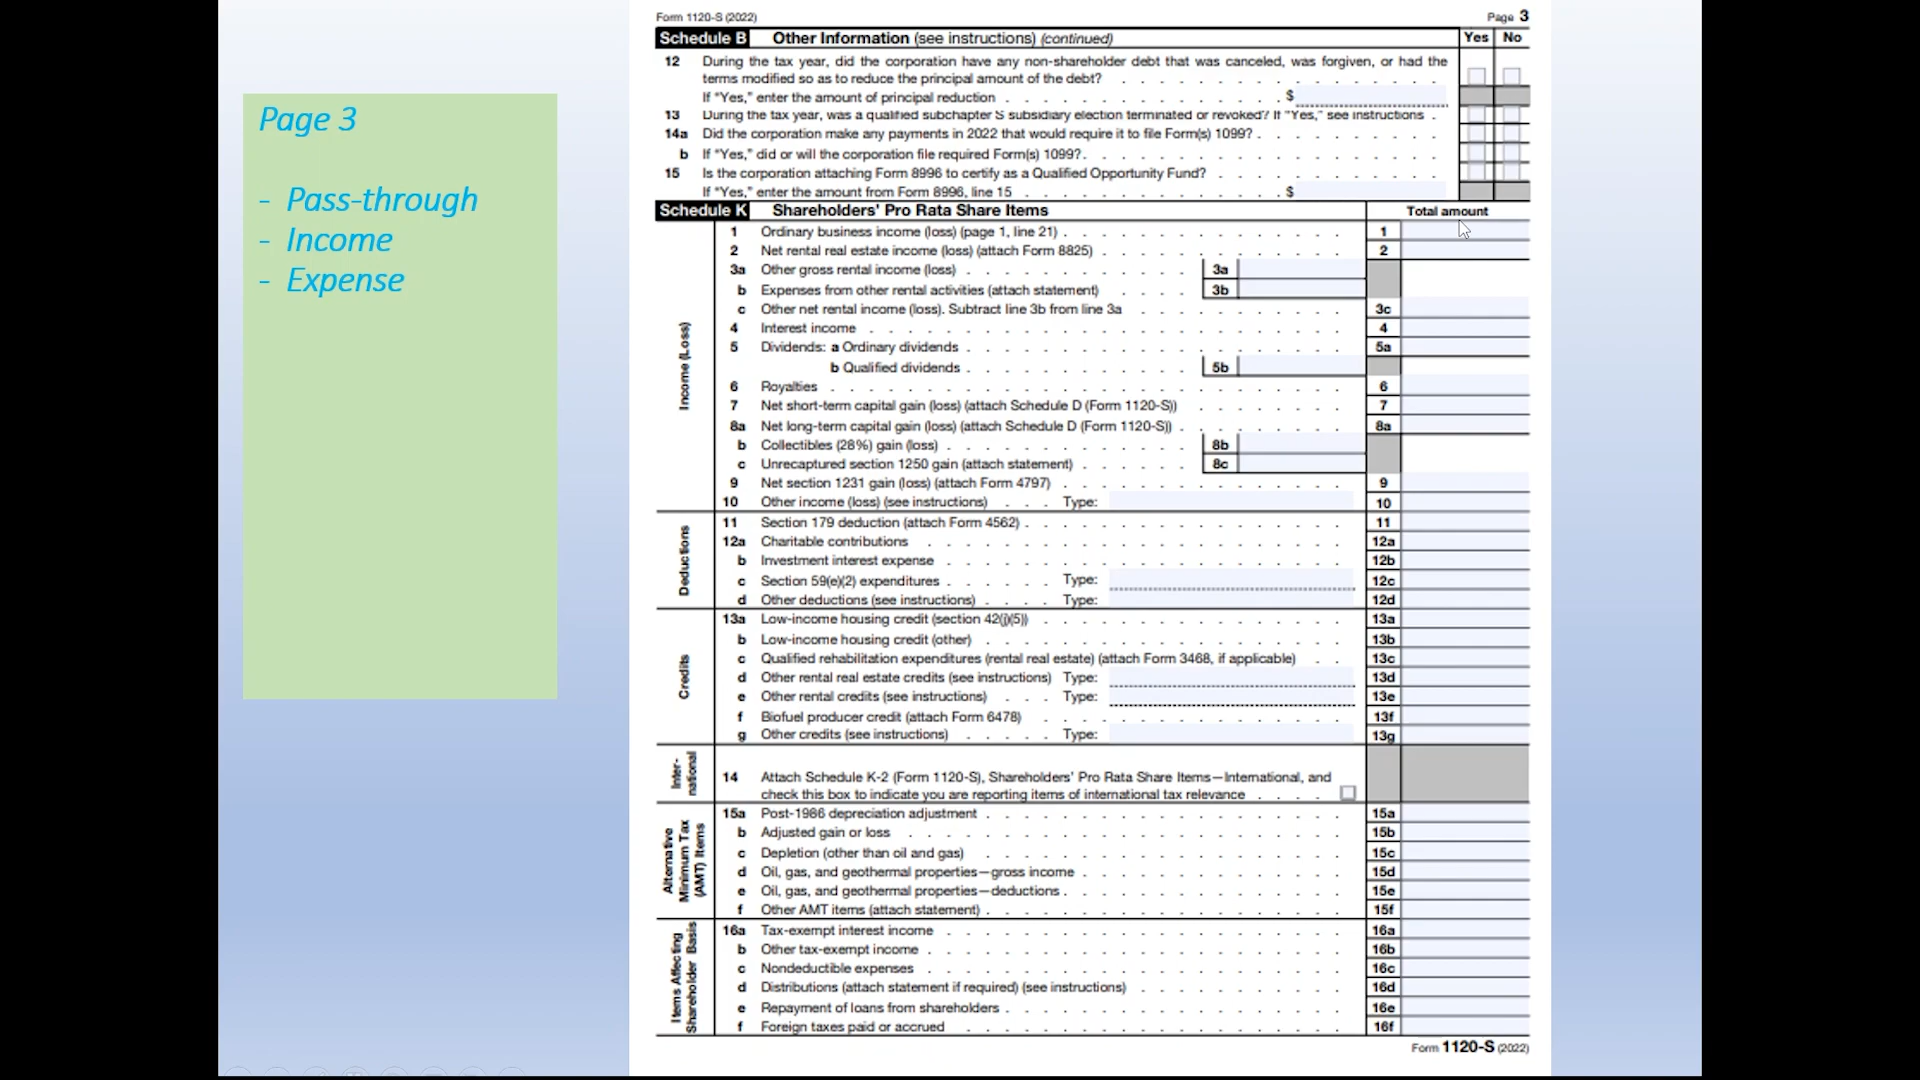 Page 3
- Pass-through
- Income
- Expense
Form 1120-S (2022) Page 3
Schedule B Other Information (see instructions) (continued) Yes No
12 During the tax year, did the corporation have any non-shareholder debt that was canceled, was forgiven, or had the
terms modified so as to reduce the principal amount of the debt?
If "Yes," enter the amount of principal reduction $
13 During the tax year, was a qualified subchapter S subsidiary election terminated or revoked? If "Yes," see instructions
14a Did the corporation make any payments in 2022 that would require it to file Form(s) 1099?
b If "Yes," did or will the corporation file required Form(s) 1099?
15 Is the corporation attaching Form 8996 to certify as a Qualified Opportunity Fund?
If "Yes," enter the amount from Form 8996, line 15 $
Schedule K Shareholders' Pro Rata Share Items Total amount
Income (Loss)
1 Ordinary business income (loss) (page 1, line 21) 1
2 Net rental real estate income (loss) (attach Form 8825) 2
3a Other gross rental income (loss) 3a
b Expenses from other rental activities (attach statement) 3b
c Other net rental income (loss). Subtract line 3b from line 3a 3c
4 Interest income 4
5 Dividends: a Ordinary dividends 5a
b Qualified dividends 5b
6 Royalties 6
7 Net short-term capital gain (loss) (attach Schedule D (Form 1120-S)) 7
8a Net long-term capital gain (loss) (attach Schedule D (Form 1120-S)) 8a
b Collectibles (28%) gain (loss) 8b
c Unrecaptured section 1250 gain (attach statement) 8c
9 Net section 1231 gain (loss) (attach Form 4797) 9
10 Other income (loss) (see instructions) Type: 10
Deductions
11 Section 179 deduction (attach Form 4562) 11
12a Charitable contributions 12a
b Investment interest expense 12b
c Section 59(e)(2) expenditures Type: 12c
d Other deductions (see instructions) Type: 12d
Credits
13a Low-income housing credit (section 42(j)(5)) 13a
b Low-income housing credit (other) 13b
c Qualified rehabilitation expenditures (rental real estate) (attach Form 3468, if applicable) 13c
d Other rental real estate credits (see instructions) Type: 13d
e Other rental credits (see instructions) Type: 13e
f Biofuel producer credit (attach Form 6478) 13f
g Other credits (see instructions) Type: 13g
Inter-
national
14 Attach Schedule K-2 (Form 1120-S), Shareholders' Pro Rata Share Items—International, and
check this box to indicate you are reporting items of international tax relevance
Alternative
Minimum Tax
(AMT) Items
15a Post-1986 depreciation adjustment 15a
b Adjusted gain or loss 15b
c Depletion (other than oil and gas) 15c
d Oil, gas, and geothermal properties—gross income 15d
e Oil, gas, and geothermal properties—deductions 15e
f Other AMT items (attach statement) 15f
Items Affecting
Shareholder Basis
16a Tax-exempt interest income 16a
b Other tax-exempt income 16b
c Nondeductible expenses 16c
d Distributions (attach statement if required) (see instructions) 16d
e Repayment of loans from shareholders 16e
f Foreign taxes paid or accrued 16f
Form 1120-S (2022)